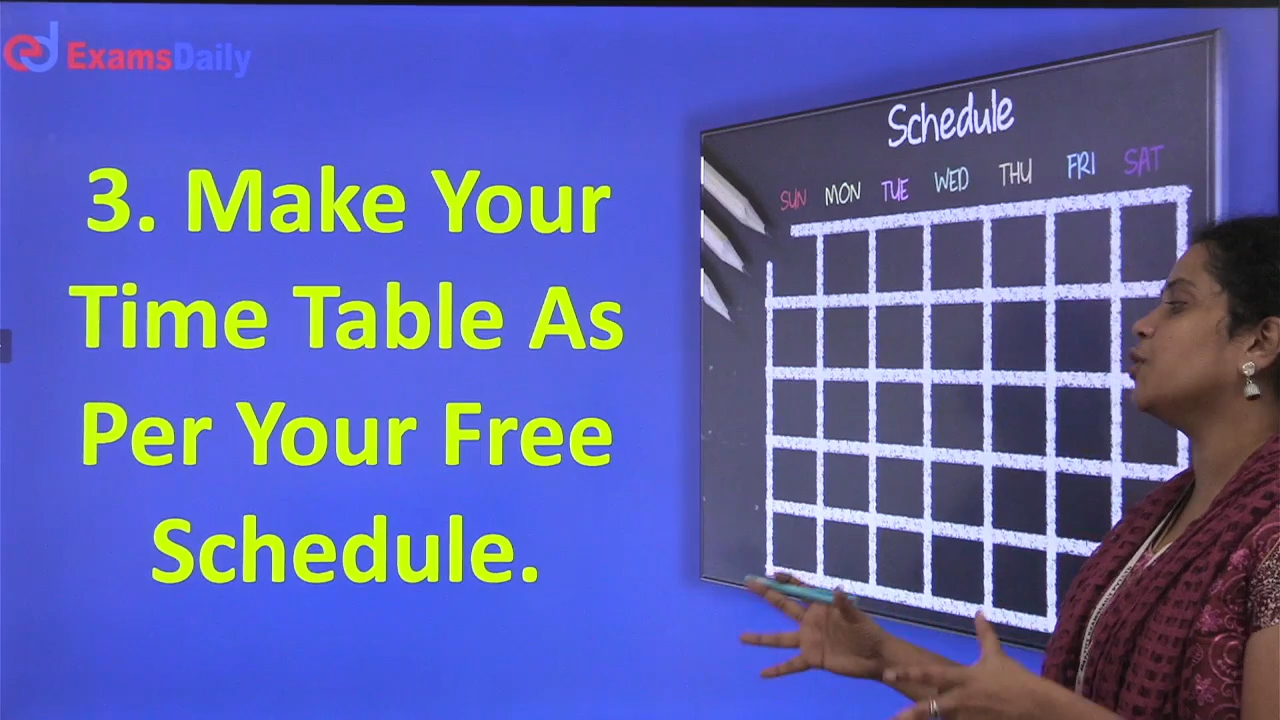 ed ExamsDaily
3. Make Your
Time Table As
Per Your Free
Schedule.
Schedule
SUN MON TUE WED THU FRI SAT